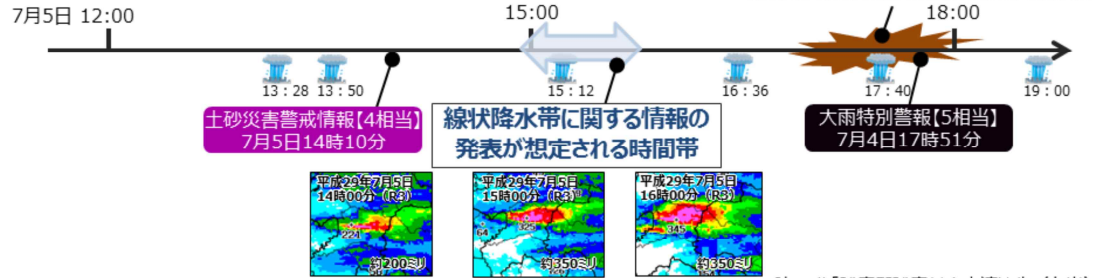 7月5日 12:00
15:00
18:00
13：28
13：50
15：12
16：36
17：40
19：00
土砂災害警戒情報【4相当】
7月5日14時10分
線状降水帯に関する情報の
発表が想定される時間帯
大雨特別警報【5相当】
7月4日17時51分
平成29年7月5日
14時00分（R3）
224
約200ミリ
平成29年7月5日
15時00分（R3）
64
325
約350ミリ
平成29年7月5日
16時00分（R3）
345
約350ミリ